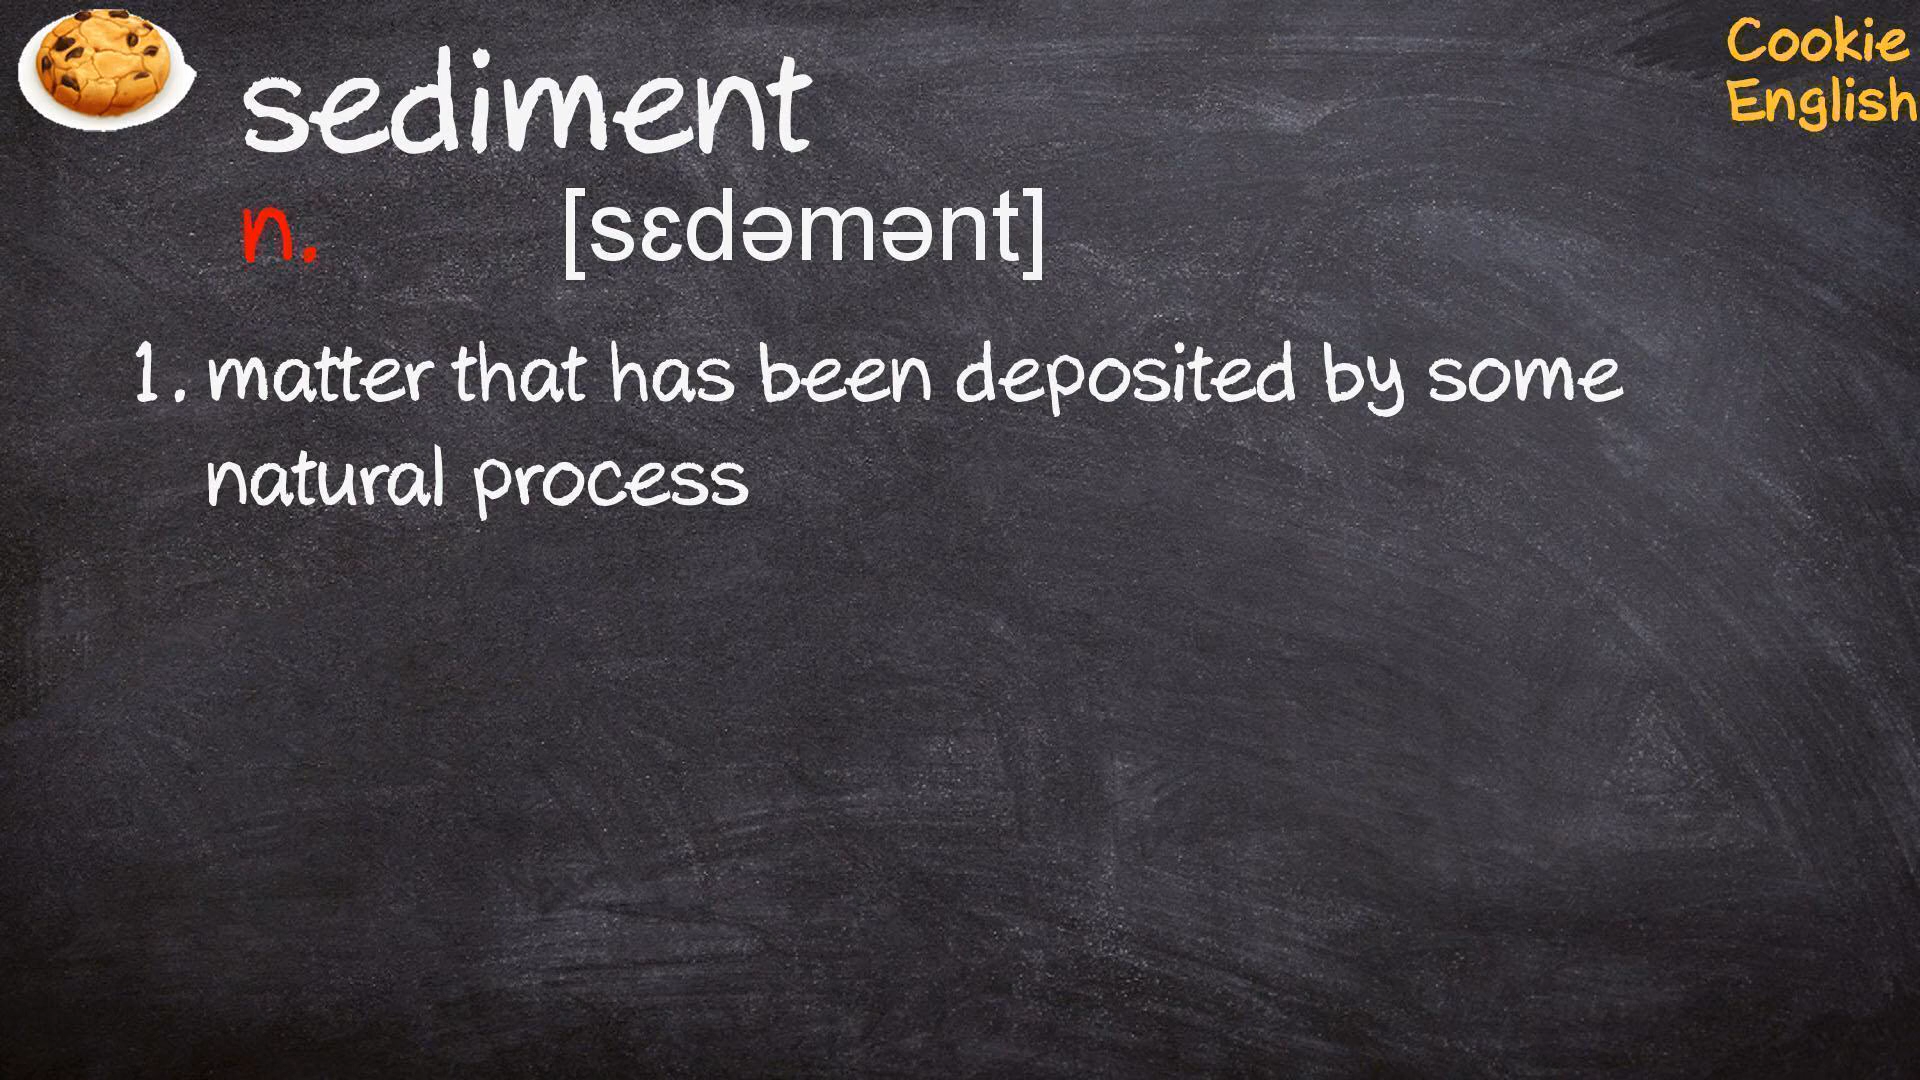 Cookie
English
sediment
n. [sɛdəmənt]
1. matter that has been deposited by some
natural process